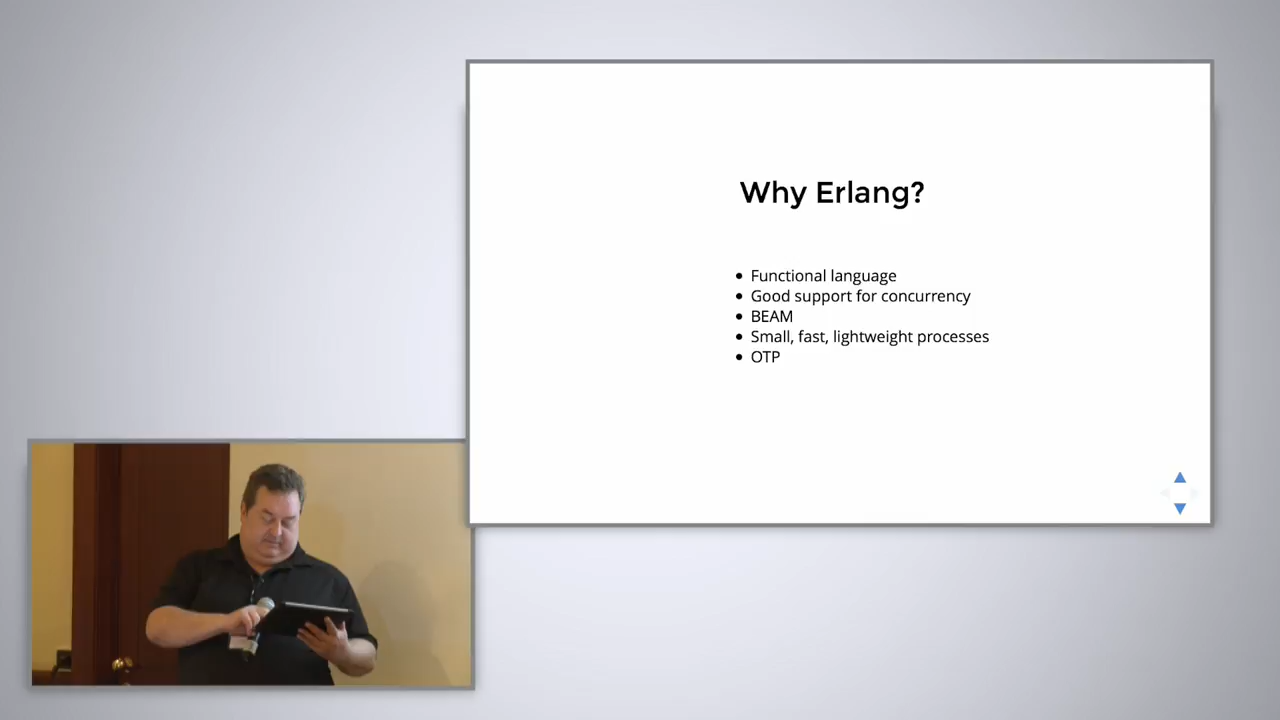 Why Erlang?
Functional language
Good support for concurrency
BEAM
Small, fast, lightweight processes
OTP